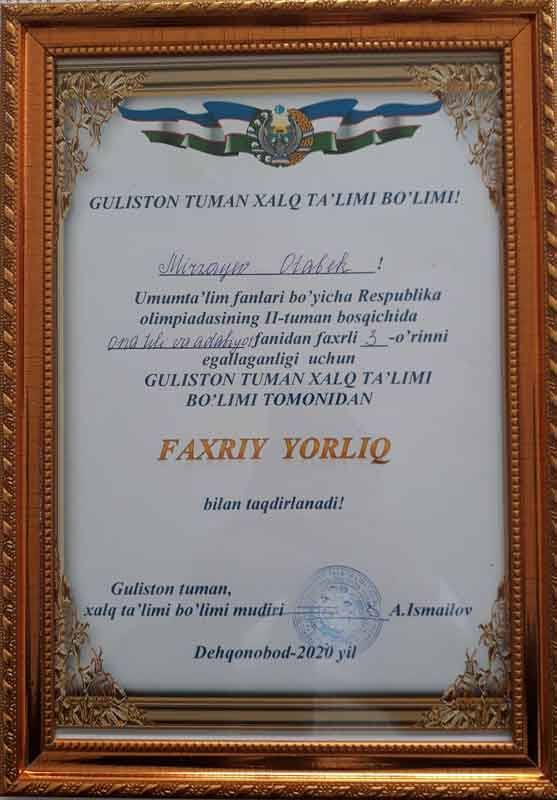 GULISTON TUMAN XALQ TA'LIMI BO'LIMI!
Mirzayev Otabek !
Umumta'lim fanlari bo'yicha Respublika
olimpiadasining II-tuman bosqichida
ona tili va adabiyot fanidan faxrli 3 -o'rinni
egallaganligi uchun
GULISTON TUMAN XALQ TA'LIMI
BO'LIMI TOMONIDAN
FAXRIY YORLIQ
bilan taqdirlanadi!
Guliston tuman,
xalq ta'limi bo'limi mudiri A.Ismailov
Dehqonobod-2020 yil